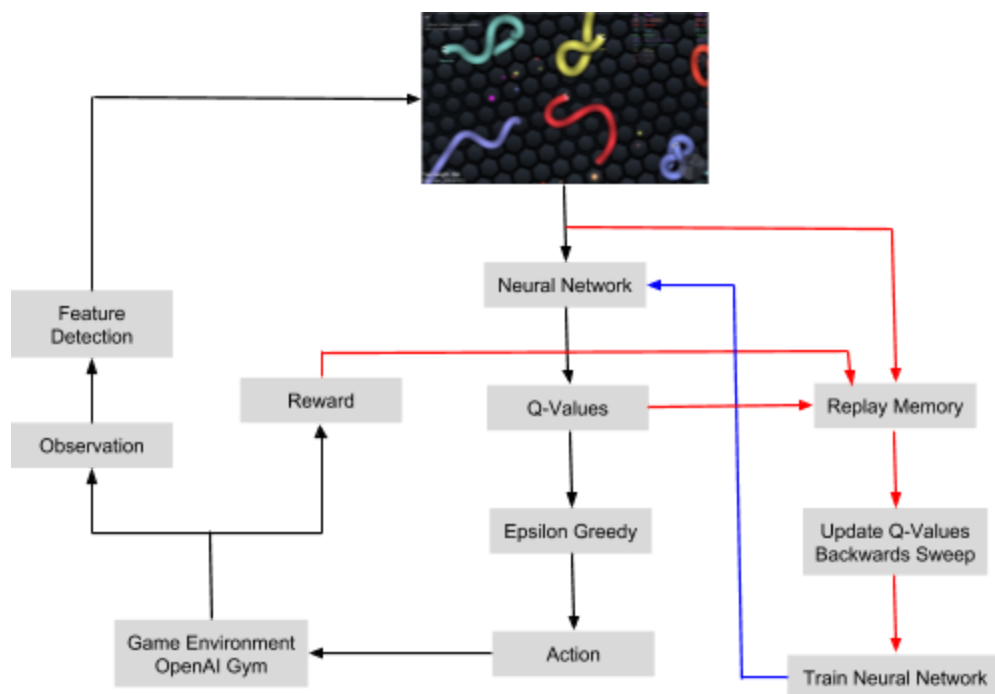 Neural Network
Feature
Detection
Reward
Q-Values
Replay Memory
Observation
Epsilon Greedy
Update Q-Values
Backwards Sweep
Game Environment
OpenAI Gym
Action
Train Neural Network